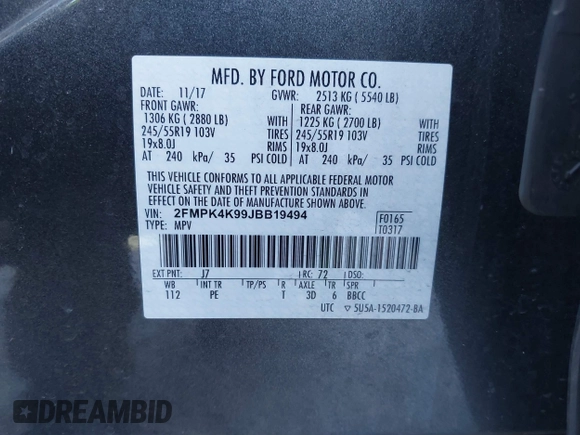 MFD. BY FORD MOTOR CO.
DATE: 11/17 GVWR: 2513 KG ( 5540 LB)
FRONT GAWR: REAR GAWR:
1306 KG ( 2880 LB) WITH 1225 KG ( 2700 LB) WITH
245/55R19 103V TIRES 245/55R19 103V TIRES
19x8.0J RIMS 19x8.0J RIMS
AT 240 kPa/ 35 PSI COLD AT 240 kPa/ 35 PSI COLD
THIS VEHICLE CONFORMS TO ALL APPLICABLE FEDERAL MOTOR
VEHICLE SAFETY AND THEFT PREVENTION STANDARDS IN
EFFECT ON THE DATE OF MANUFACTURE SHOWN ABOVE.
VIN: 2FMPK4K99JBB19494 F0165
TYPE: MPV T0317
EXT PNT: J7 RC: 72 DSO:
WB INT TR TP/PS R AXLE TR SPR
112 PE T 3D 6 BBCC
UTC ▽ 5U5A-1520472-BA
DREAMBID